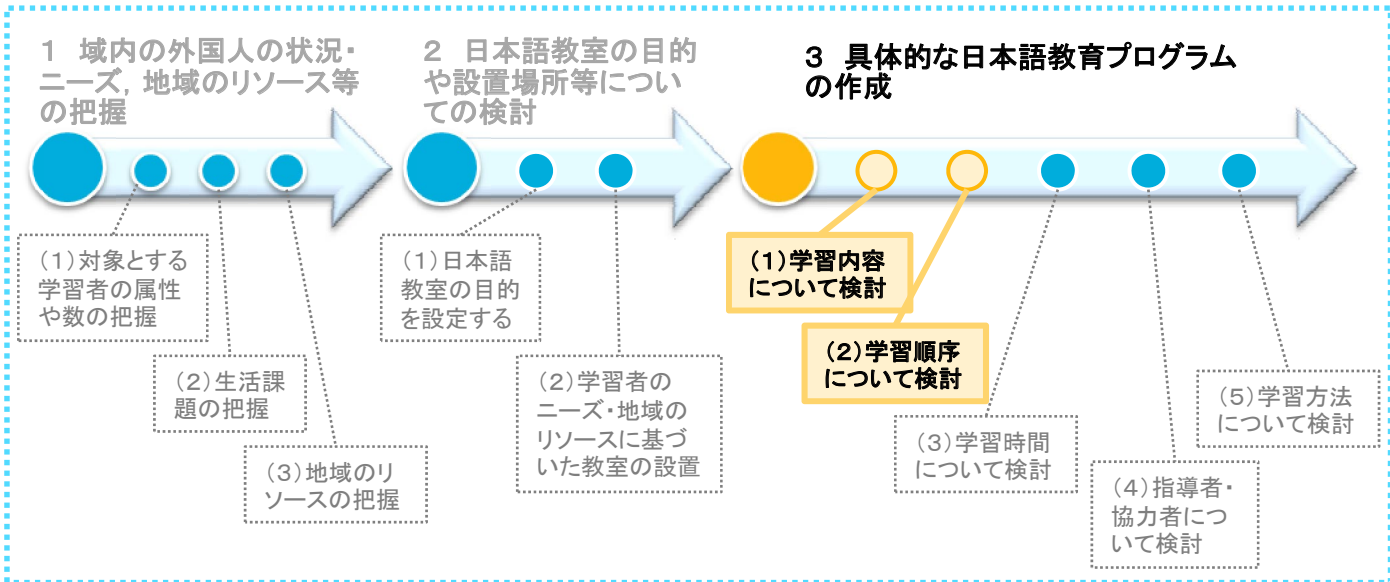 1 域内の外国人の状況・
ニーズ，地域のリソース等
の把握
2 日本語教室の目的
や設置場所等につい
ての検討
3 具体的な日本語教育プログラム
の作成
（１）対象とする
学習者の属性
や数の把握
（２）生活課
題の把握
（３）地域のリ
ソースの把握
（１）日本語
教室の目的
を設定する
（２）学習者の
ニーズ・地域の
リソースに基づ
いた教室の設置
（１）学習内容
について検討
（２）学習順序
について検討
（３）学習時間
について検討
（４）指導者・
協力者につ
いて検討
（５）学習方法
について検討